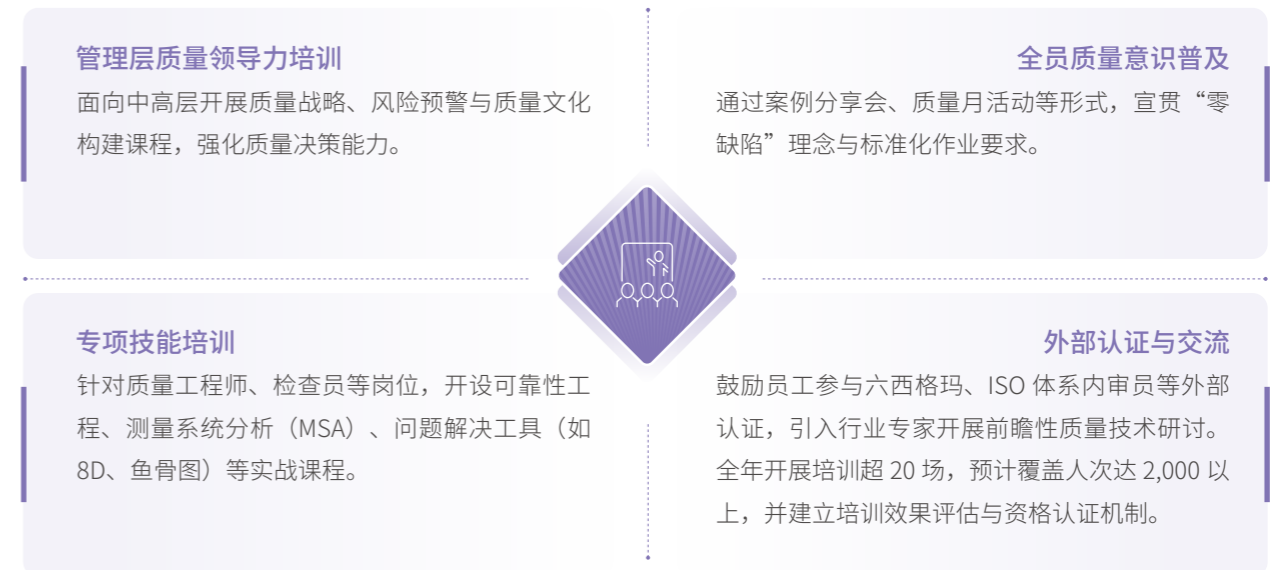 管理层质量领导力培训
面向中高层开展质量战略、风险预警与质量文化
构建课程，强化质量决策能力。
全员质量意识普及
通过案例分享会、质量月活动等形式，宣贯“零
缺陷”理念与标准化作业要求。
专项技能培训
针对质量工程师、检查员等岗位，开设可靠性工
程、测量系统分析（MSA）、问题解决工具（如
8D、鱼骨图）等实战课程。
外部认证与交流
鼓励员工参与六西格玛、ISO 体系内审员等外部
认证，引入行业专家开展前瞻性质量技术研讨。
全年开展培训超 20 场，预计覆盖人次达 2,000 以
上，并建立培训效果评估与资格认证机制。